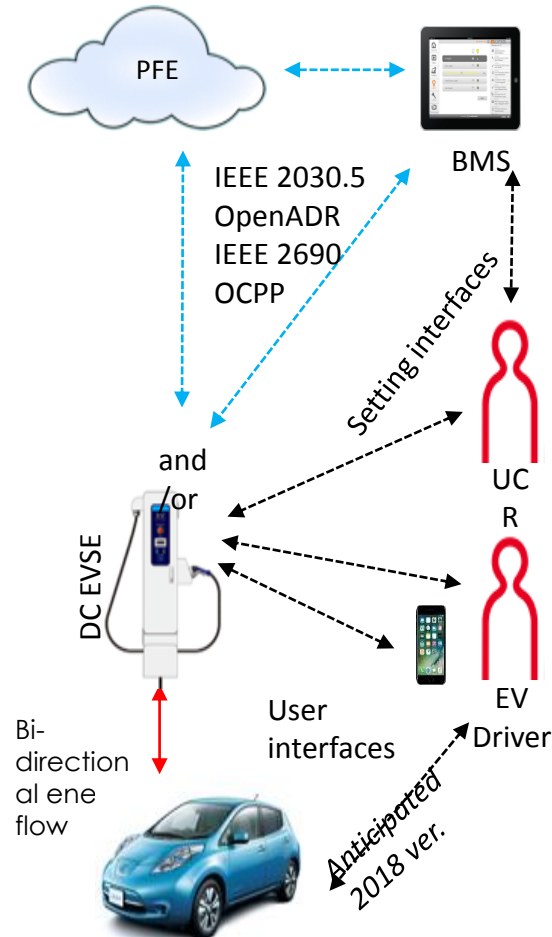 PFE
BMS
IEEE 2030.5
OpenADR
IEEE 2690
OCPP
Setting interfaces
and
/or
UC
R
DC EVSE
EV
Driver
User
interfaces
Bi-
direction
al ene
flow
Anticipated
2018 ver.